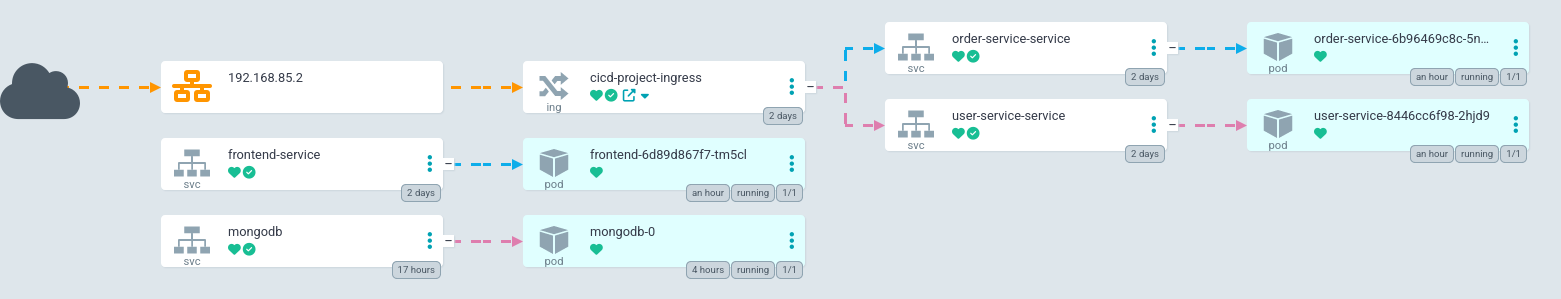 192.168.85.2
cicd-project-ingress
ing
2 days
order-service-service
svc
2 days
order-service-6b96469c8c-5n...
pod
an hour running 1/1
user-service-service
svc
2 days
user-service-8446cc6f98-2hjd9
pod
an hour running 1/1
frontend-service
svc
2 days
frontend-6d89d867f7-tm5cl
pod
an hour running 1/1
mongodb
svc
17 hours
mongodb-0
pod
4 hours running 1/1